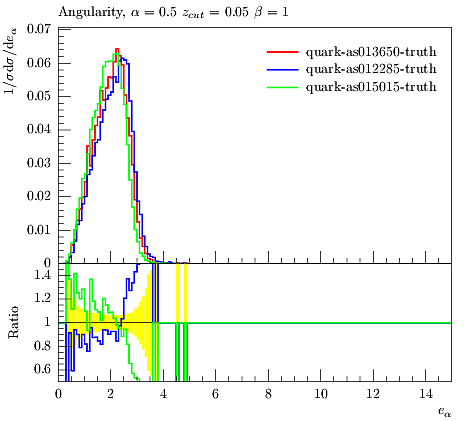 Angularity, α = 0.5 z_cut = 0.05 β = 1
1/σ dσ/de_α
0.07
0.06
0.05
0.04
0.03
0.02
0.01
0
quark-as013650-truth
quark-as012285-truth
quark-as015015-truth
Ratio
1.4
1.2
1
0.8
0.6
0 2 4 6 8 10 12 14
e_α